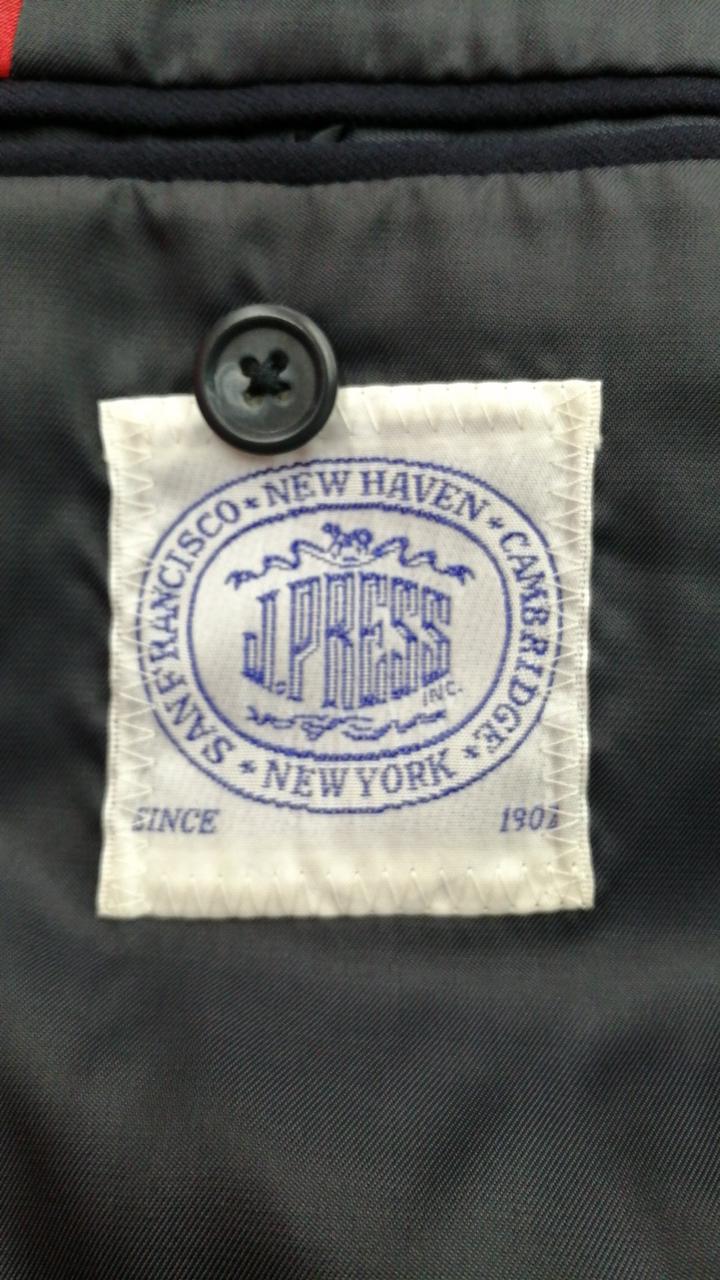 SAN FRANCISCO * NEW HAVEN * CAMBRIDGE * NEW YORK *
J. PRESS
INC.
SINCE 1902